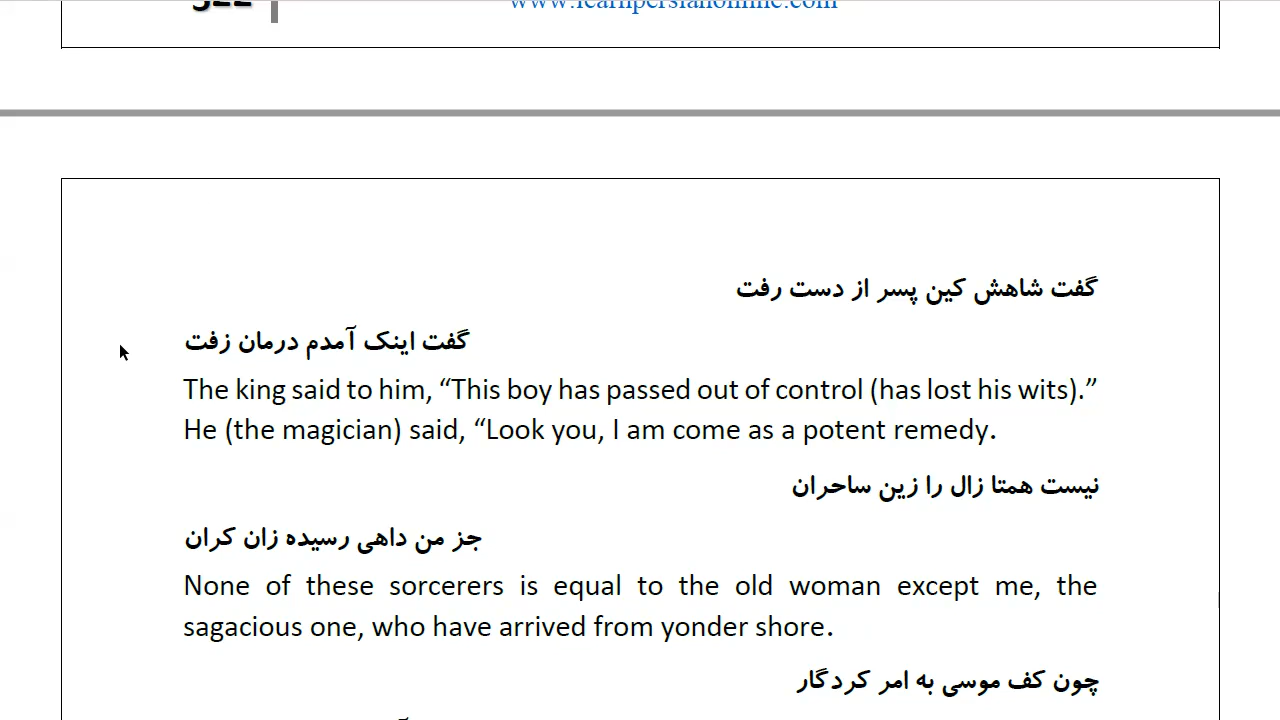 www.learnpersianonline.com
گفت شاهش کین پسر از دست رفت
گفت اینک آمدم درمان زفت
The king said to him, “This boy has passed out of control (has lost his wits).”
He (the magician) said, “Look you, I am come as a potent remedy.
نیست همتا زال را زین ساحران
جز من داهی رسیده زان کران
None of these sorcerers is equal to the old woman except me, the
sagacious one, who have arrived from yonder shore.
چون کف موسی به امر کردگار